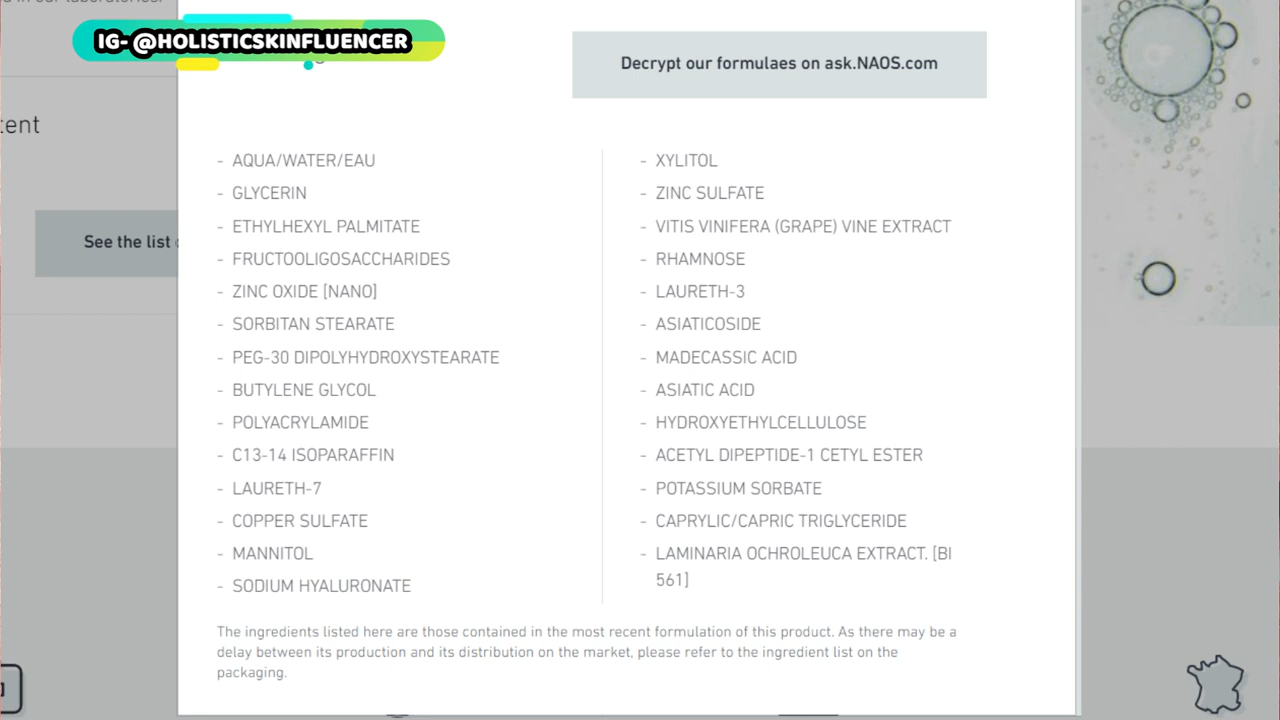 IG- @HOLISTICSKINFLUENCER
Decrypt our formulaes on ask.NAOS.com
See the list
- AQUA/WATER/EAU
- GLYCERIN
- ETHYLHEXYL PALMITATE
- FRUCTOOLIGOSACCHARIDES
- ZINC OXIDE [NANO]
- SORBITAN STEARATE
- PEG-30 DIPOLYHYDROXYSTEARATE
- BUTYLENE GLYCOL
- POLYACRYLAMIDE
- C13-14 ISOPARAFFIN
- LAURETH-7
- COPPER SULFATE
- MANNITOL
- SODIUM HYALURONATE
- XYLITOL
- ZINC SULFATE
- VITIS VINIFERA (GRAPE) VINE EXTRACT
- RHAMNOSE
- LAURETH-3
- ASIATICOSIDE
- MADECASSIC ACID
- ASIATIC ACID
- HYDROXYETHYLCELLULOSE
- ACETYL DIPEPTIDE-1 CETYL ESTER
- POTASSIUM SORBATE
- CAPRYLIC/CAPRIC TRIGLYCERIDE
- LAMINARIA OCHROLEUCA EXTRACT. [BI
561]
The ingredients listed here are those contained in the most recent formulation of this product. As there may be a
delay between its production and its distribution on the market, please refer to the ingredient list on the
packaging.